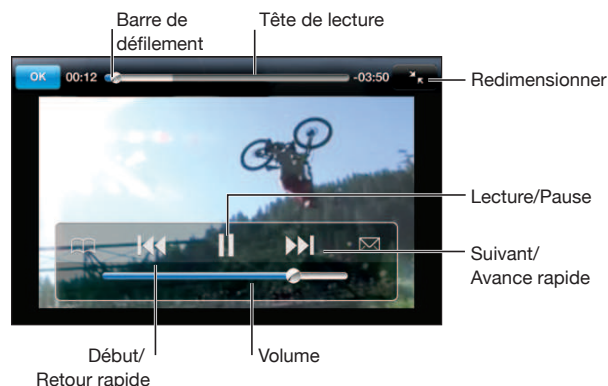 Barre de
défilement
Tête de lecture
OK 00:12 -03:50
Redimensionner
Lecture/Pause
Suivant/
Avance rapide
Début/
Retour rapide
Volume